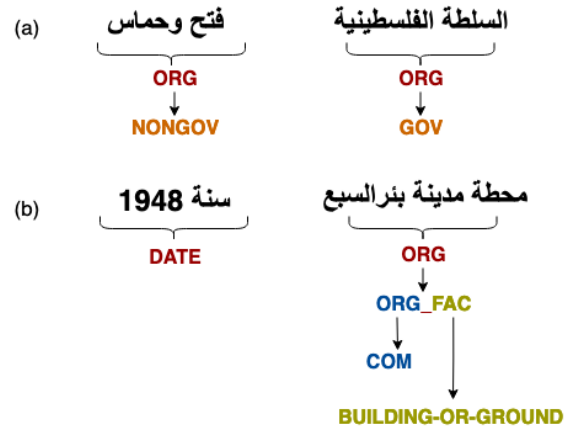 (a) السلطة الفلسطينية فتح وحماس
ORG ORG
NONGOV GOV
(b) محطة مدينة بئرالسبع سنة 1948
DATE ORG
ORG_FAC
COM
BUILDING-OR-GROUND